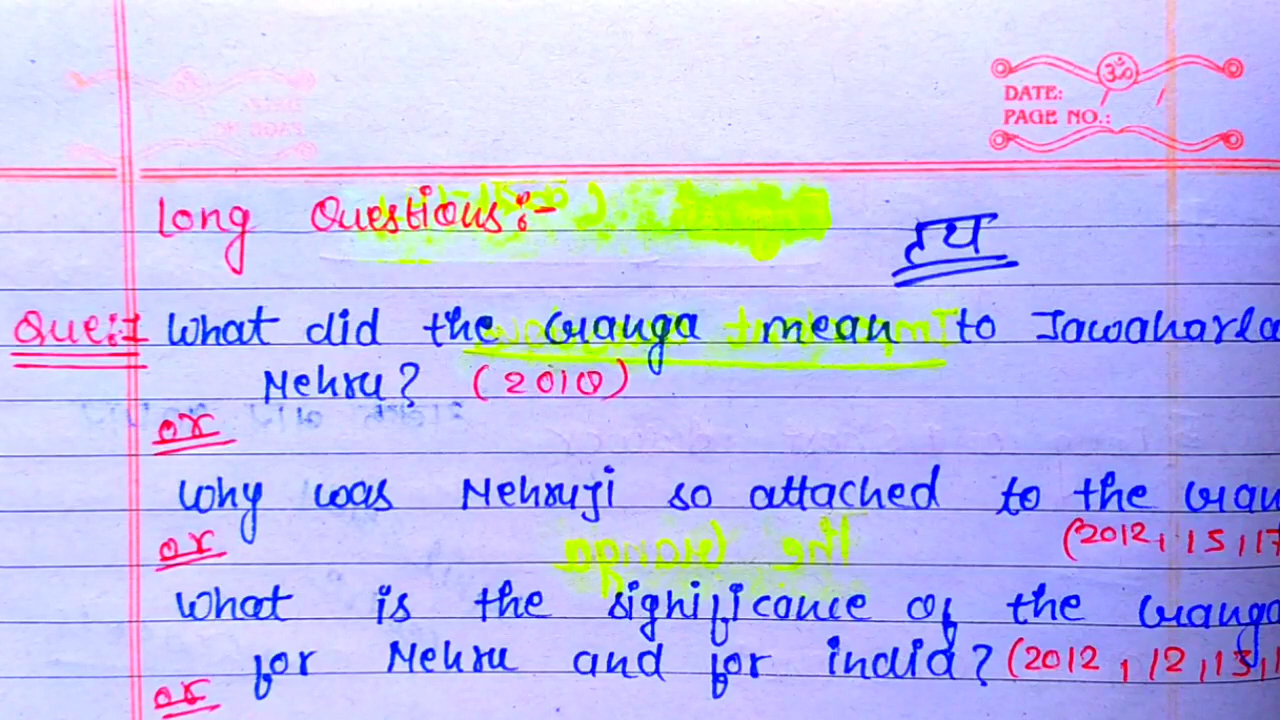 ॐ
DATE:
PAGE NO.:
Long Questions:-
Que:1 What did the Ganga mean to Jawaharla
Nehru? (2010)
or
Why was Nehruji so attached to the Gan
(2012, 15, 17
or
What is the significance of the Ganga
for Nehru and for india? (2012, 12, 13,
or